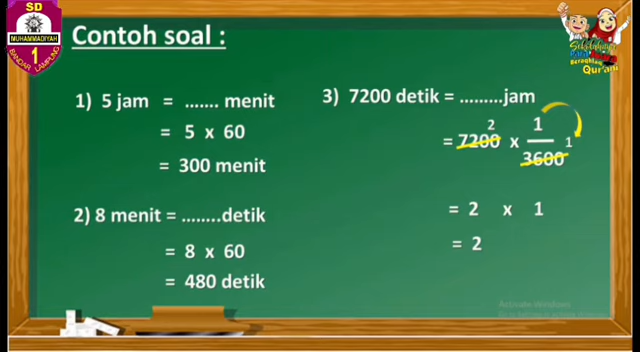 SD
MUHAMMADIYAH
1
BANDAR LAMPUNG
Contoh soal :
1) 5 jam = ....... menit
= 5 x 60
= 300 menit
2) 8 menit = ........detik
= 8 x 60
= 480 detik
3) 7200 detik = .........jam
2 1
= 7200 x 3600 1
= 2 x 1
= 2
Qur'ani
Activate Windows